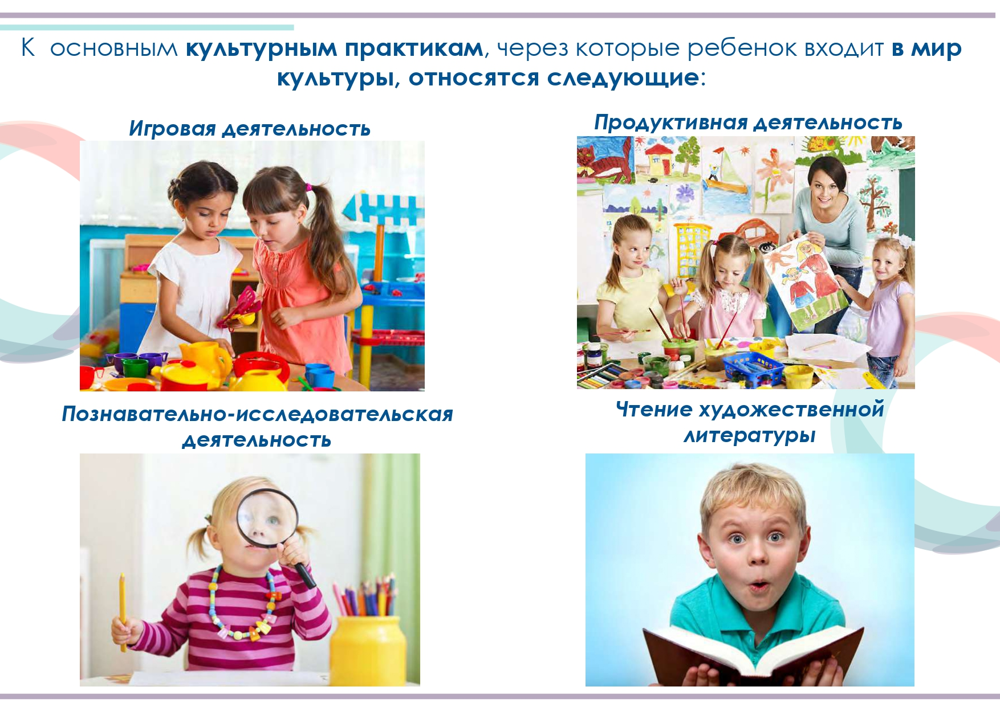 К основным культурным практикам, через которые ребенок входит в мир
культуры, относятся следующие:
Игровая деятельность
Продуктивная деятельность
Познавательно-исследовательская
деятельность
Чтение художественной
литературы